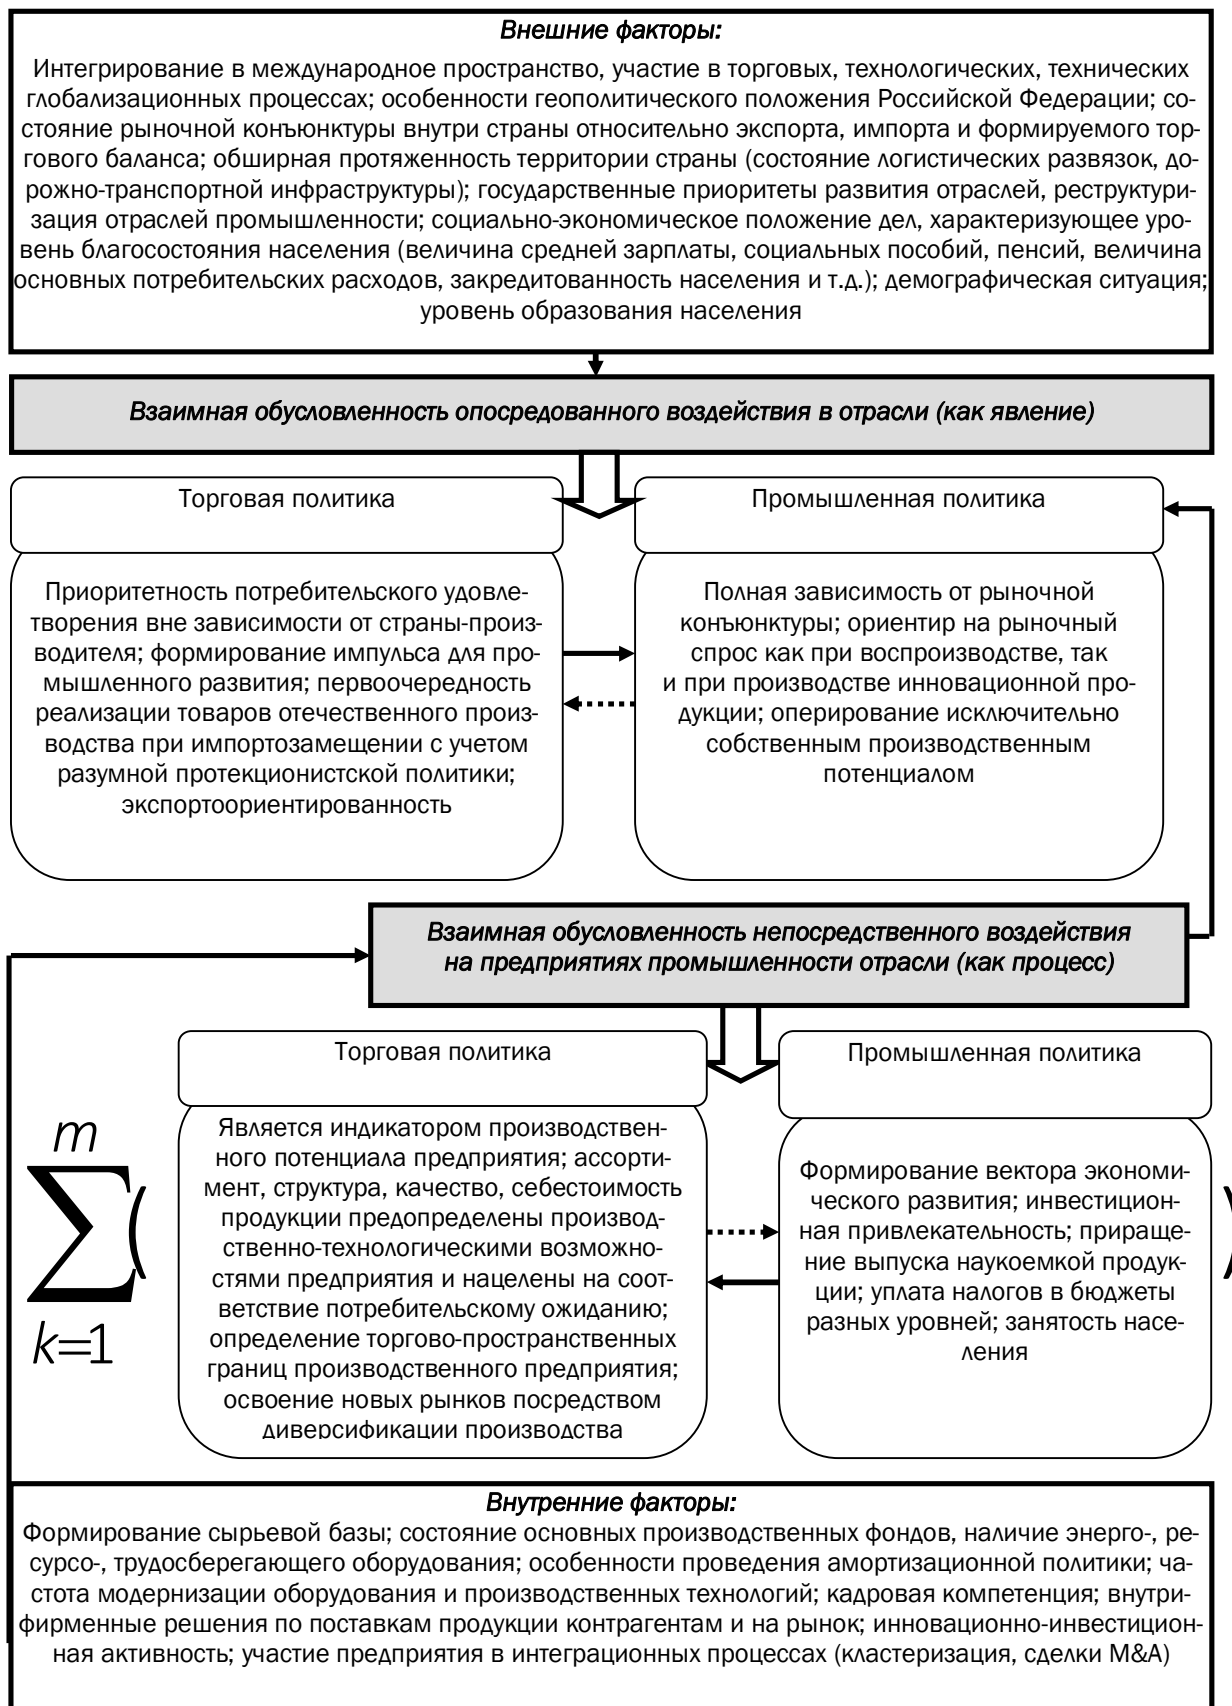 Внешние факторы:
Интегрирование в международное пространство, участие в торговых, технологических, технических
глобализационных процессах; особенности геополитического положения Российской Федерации; со-
стояние рыночной конъюнктуры внутри страны относительно экспорта, импорта и формируемого тор-
гового баланса; обширная протяженность территории страны (состояние логистических развязок, до-
рожно-транспортной инфраструктуры); государственные приоритеты развития отраслей, реструктури-
зация отраслей промышленности; социально-экономическое положение дел, характеризующее уро-
вень благосостояния населения (величина средней зарплаты, социальных пособий, пенсий, величина
основных потребительских расходов, закредитованность населения и т.д.); демографическая ситуация;
уровень образования населения
Взаимная обусловленность опосредованного воздействия в отрасли (как явление)
Торговая политика
Приоритетность потребительского удовле-
творения вне зависимости от страны-произ-
водителя; формирование импульса для про-
мышленного развития; первоочередность
реализации товаров отечественного произ-
водства при импортозамещении с учетом
разумной протекционистской политики;
экспортоориентированность
Промышленная политика
Полная зависимость от рыночной
конъюнктуры; ориентир на рыночный
спрос как при воспроизводстве, так
и при производстве инновационной про-
дукции; оперирование исключительно
собственным производственным
потенциалом
Взаимная обусловленность непосредственного воздействия
на предприятиях промышленности отрасли (как процесс)
m
∑(
k=1
Торговая политика
Является индикатором производствен-
ного потенциала предприятия; ассорти-
мент, структура, качество, себестоимость
продукции предопределены производ-
ственно-технологическими возможно-
стями предприятия и нацелены на соот-
ветствие потребительскому ожиданию;
определение торгово-пространственных
границ производственного предприятия;
освоение новых рынков посредством
диверсификации производства
Промышленная политика
Формирование вектора экономи-
ческого развития; инвестицион-
ная привлекательность; прираще-
ние выпуска наукоемкой продук-
ции; уплата налогов в бюджеты
разных уровней; занятость насе-
ления
)
Внутренние факторы:
Формирование сырьевой базы; состояние основных производственных фондов, наличие энерго-, ре-
сурсо-, трудосберегающего оборудования; особенности проведения амортизационной политики; ча-
стота модернизации оборудования и производственных технологий; кадровая компетенция; внутри-
фирменные решения по поставкам продукции контрагентам и на рынок; инновационно-инвестицион-
ная активность; участие предприятия в интеграционных процессах (кластеризация, сделки M&A)